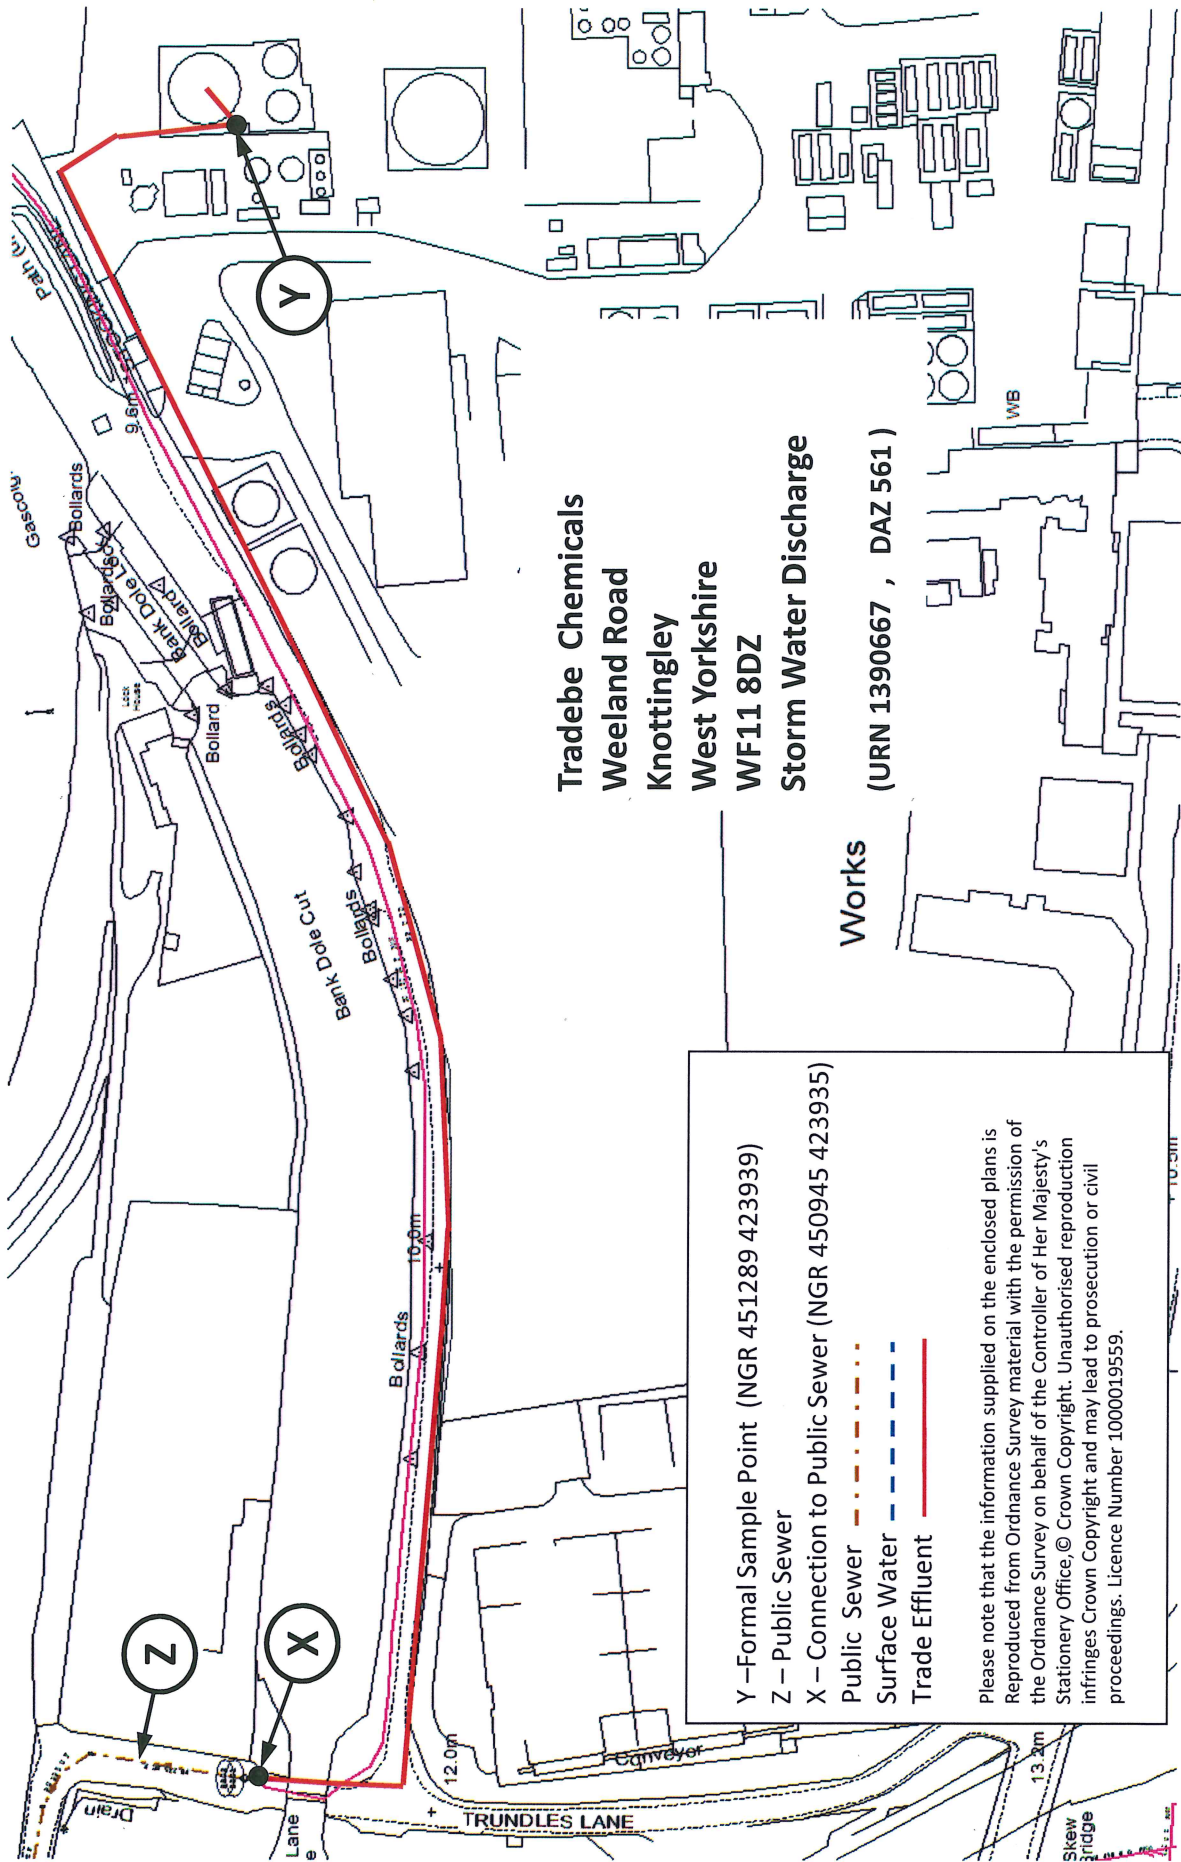 Tradebe Chemicals
Weeland Road
Knottingley
West Yorkshire
WF11 8DZ
Storm Water Discharge
(URN 1390667 , DAZ 561 )
Y –Formal Sample Point (NGR 451289 423939)
Z – Public Sewer
X – Connection to Public Sewer (NGR 450945 423935)
Public Sewer
Surface Water
Trade Effluent
Please note that the information supplied on the enclosed plans is
Reproduced from Ordnance Survey material with the permission of
the Ordnance Survey on behalf of the Controller of Her Majesty's
Stationery Office,© Crown Copyright. Unauthorised reproduction
infringes Crown Copyright and may lead to prosecution or civil
proceedings. Licence Number 1000019559.
Z
X
Y
Drain
Lane
12.0m
TRUNDLES LANE
Conveyor
13.2m
Skew
Bridge
Bollards
10.0m
Bank Dole Cut
Bollards
Bollards
Bollard
Lock
House
Bank Dole
Bollard
Bollards
Bollards
9.6m
Path
Works
WB